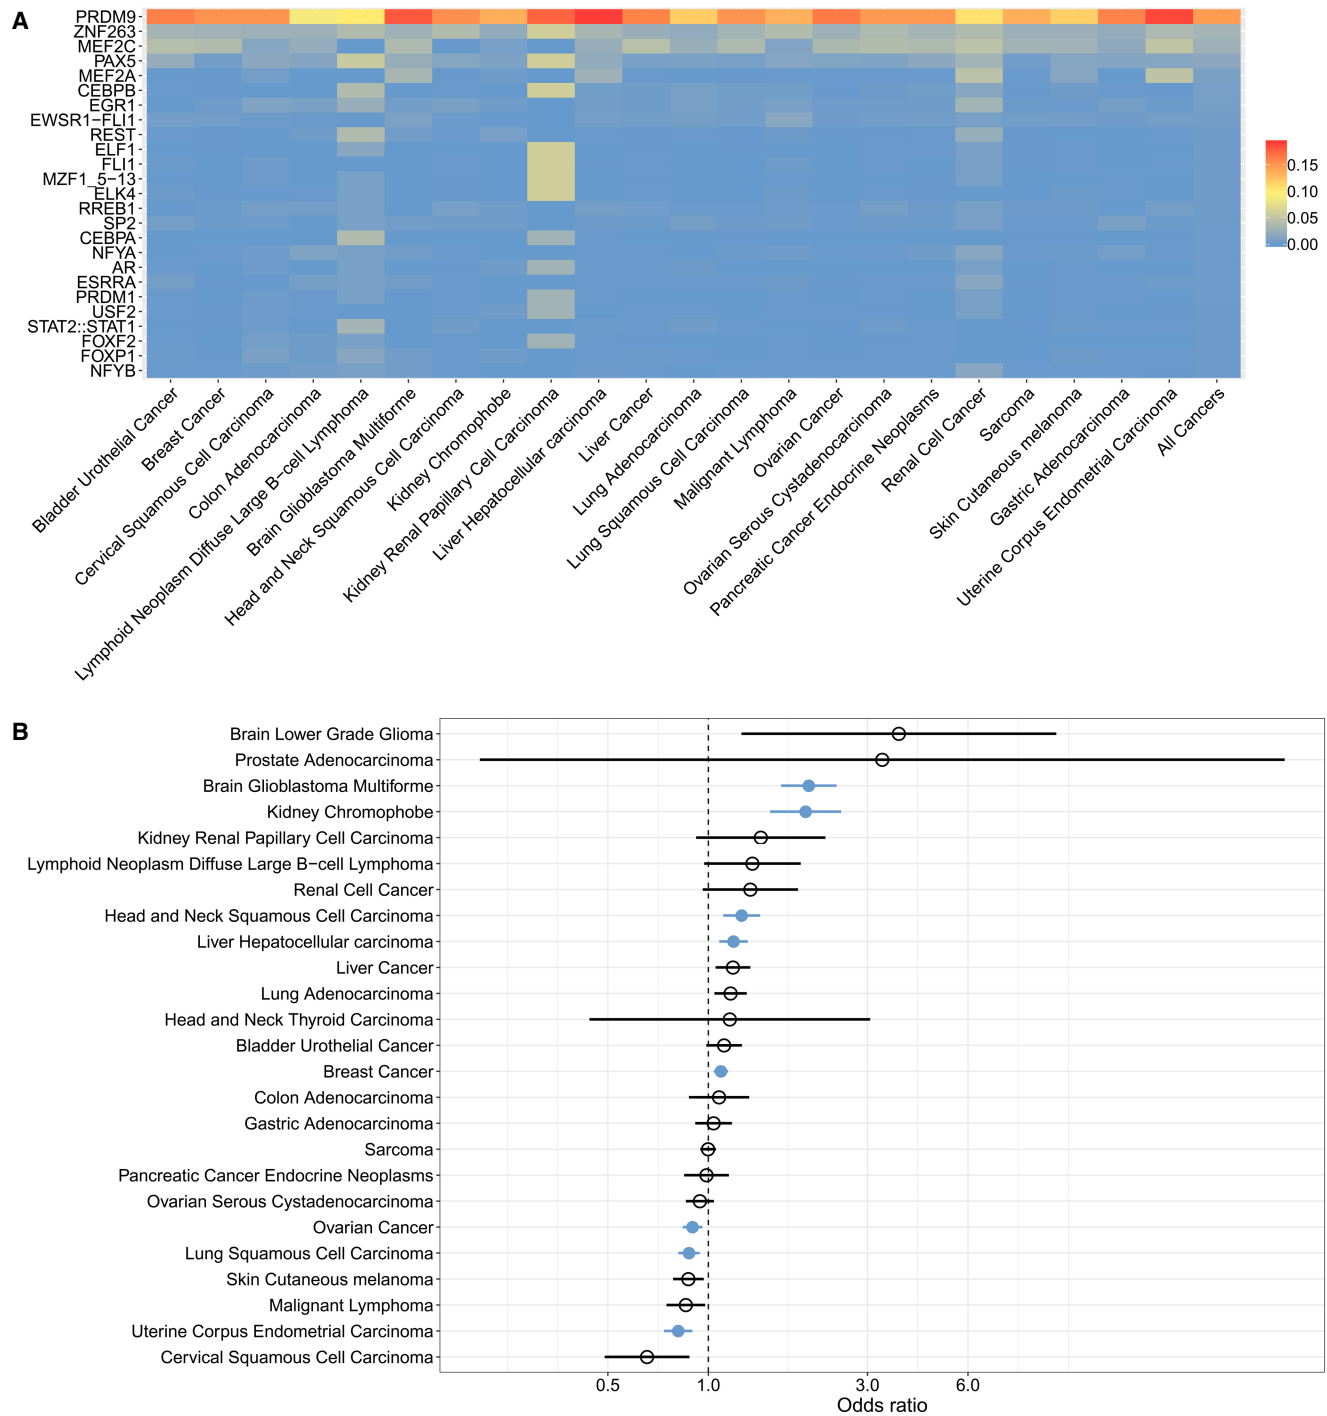 A
PRDM9
ZNF263
MEF2C
PAX5
MEF2A
CEBPB
EGR1
EWSR1−FLI1
REST
ELF1
FLI1
MZF1_5−13
ELK4
RREB1
SP2
CEBPA
NFYA
AR
ESRRA
PRDM1
USF2
STAT2::STAT1
FOXF2
FOXP1
NFYB
0.15
0.10
0.05
0.00
Bladder Urothelial Cancer
Breast Cancer
Cervical Squamous Cell Carcinoma
Colon Adenocarcinoma
Lymphoid Neoplasm Diffuse Large B−cell Lymphoma
Brain Glioblastoma Multiforme
Head and Neck Squamous Cell Carcinoma
Kidney Chromophobe
Kidney Renal Papillary Cell Carcinoma
Liver Hepatocellular carcinoma
Liver Cancer
Lung Adenocarcinoma
Lung Squamous Cell Carcinoma
Malignant Lymphoma
Ovarian Cancer
Ovarian Serous Cystadenocarcinoma
Pancreatic Cancer Endocrine Neoplasms
Renal Cell Cancer
Sarcoma
Skin Cutaneous melanoma
Gastric Adenocarcinoma
Uterine Corpus Endometrial Carcinoma
All Cancers
B
Brain Lower Grade Glioma
Prostate Adenocarcinoma
Brain Glioblastoma Multiforme
Kidney Chromophobe
Kidney Renal Papillary Cell Carcinoma
Lymphoid Neoplasm Diffuse Large B−cell Lymphoma
Renal Cell Cancer
Head and Neck Squamous Cell Carcinoma
Liver Hepatocellular carcinoma
Liver Cancer
Lung Adenocarcinoma
Head and Neck Thyroid Carcinoma
Bladder Urothelial Cancer
Breast Cancer
Colon Adenocarcinoma
Gastric Adenocarcinoma
Sarcoma
Pancreatic Cancer Endocrine Neoplasms
Ovarian Serous Cystadenocarcinoma
Ovarian Cancer
Lung Squamous Cell Carcinoma
Skin Cutaneous melanoma
Malignant Lymphoma
Uterine Corpus Endometrial Carcinoma
Cervical Squamous Cell Carcinoma
0.5 1.0 3.0 6.0
Odds ratio